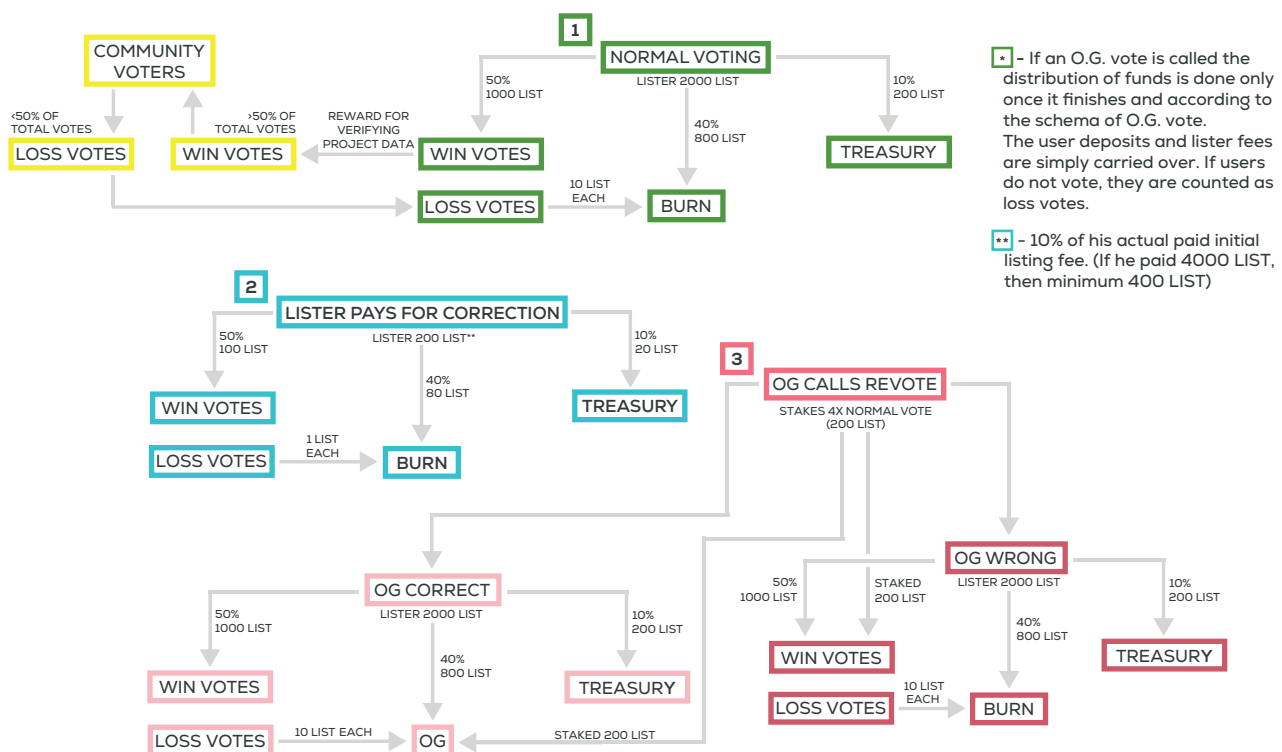 1
NORMAL VOTING
LISTER 2000 LIST
50%
1000 LIST
10%
200 LIST
40%
800 LIST
COMMUNITY
VOTERS
<50% OF
TOTAL VOTES
>50% OF
TOTAL VOTES
REWARD FOR
VERIFYING
PROJECT DATA
LOSS VOTES
WIN VOTES
WIN VOTES
TREASURY
LOSS VOTES
10 LIST
EACH
BURN
* - If an O.G. vote is called the
distribution of funds is done only
once it finishes and according to
the schema of O.G. vote.
The user deposits and lister fees
are simply carried over. If users
do not vote, they are counted as
loss votes.
** - 10% of his actual paid initial
listing fee. (If he paid 4000 LIST,
then minimum 400 LIST)
2
LISTER PAYS FOR CORRECTION
LISTER 200 LIST**
50%
100 LIST
10%
20 LIST
40%
80 LIST
WIN VOTES
TREASURY
LOSS VOTES
1 LIST
EACH
BURN
3
OG CALLS REVOTE
STAKES 4X NORMAL VOTE
(200 LIST)
OG CORRECT
LISTER 2000 LIST
50%
1000 LIST
10%
200 LIST
40%
800 LIST
WIN VOTES
TREASURY
LOSS VOTES
10 LIST EACH
OG
STAKED 200 LIST
OG WRONG
LISTER 2000 LIST
50%
1000 LIST
STAKED
200 LIST
10%
200 LIST
40%
800 LIST
WIN VOTES
TREASURY
LOSS VOTES
10 LIST
EACH
BURN